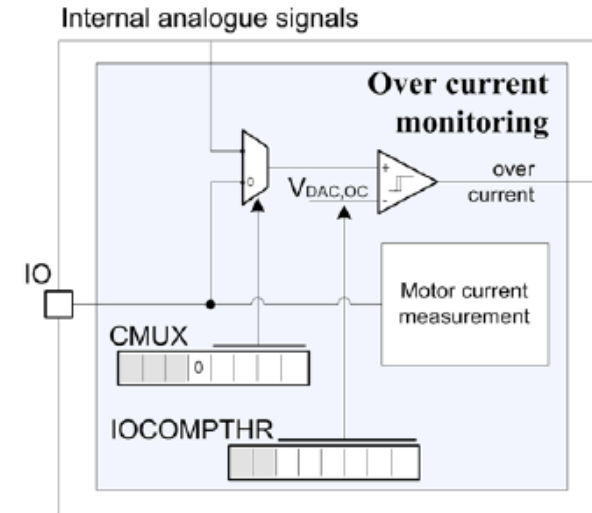 Internal analogue signals
Over current
monitoring
0
+
-
VDAC,OC
over
current
IO
Motor current
measurement
CMUX
0
IOCOMPTHR